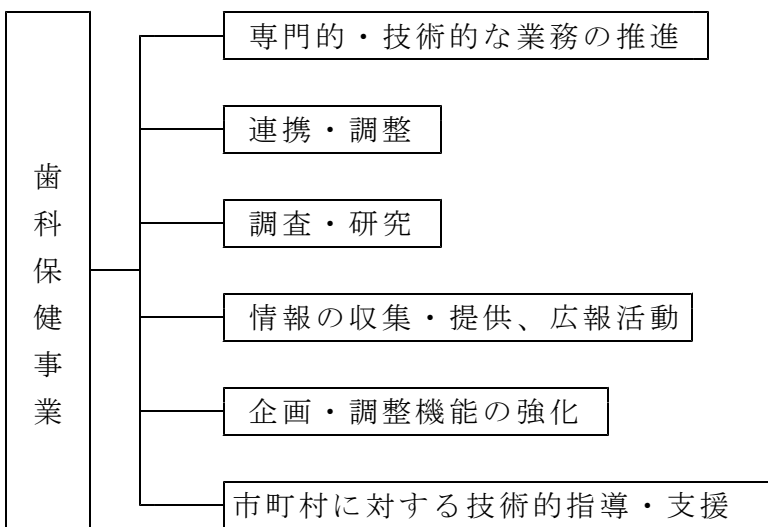 歯科保健事業
専門的・技術的な業務の推進
連携・調整
調査・研究
情報の収集・提供、広報活動
企画・調整機能の強化
市町村に対する技術的指導・支援